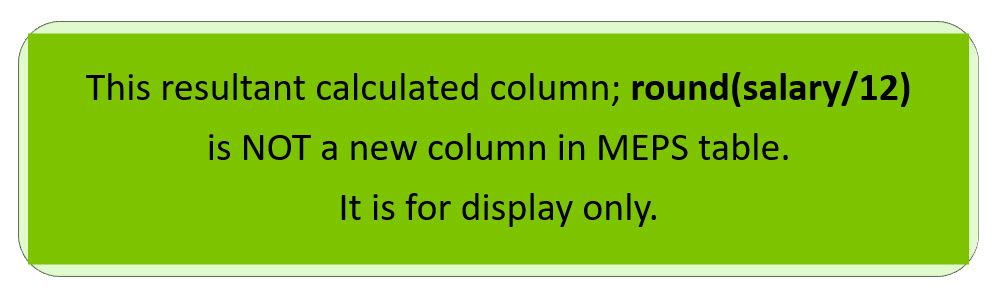 This resultant calculated column; round(salary/12)
is NOT a new column in MEPS table.
It is for display only.